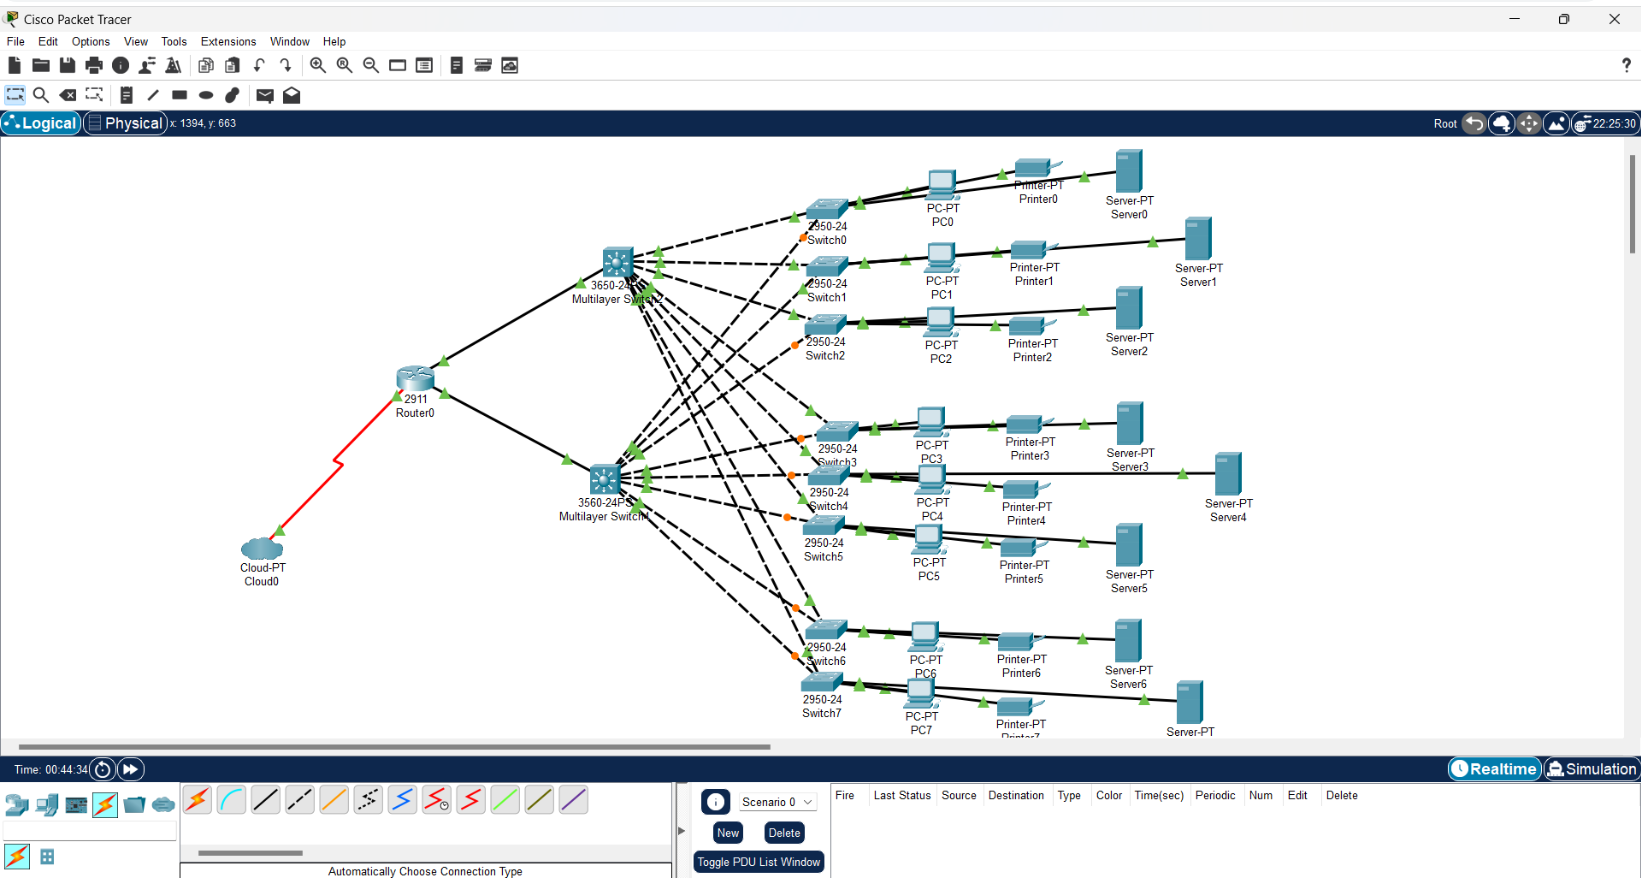 Cisco Packet Tracer
File Edit Options View Tools Extensions Window Help
Logical Physical x: 1394, y: 663 Root 22:25:30
Printer-PT
Printer0
Server-PT
Server0
PC-PT
PC0
2950-24
Switch0
Server-PT
Server1
Printer-PT
Printer1
PC-PT
PC1
2950-24
Switch1
3650-24PS
Multilayer Switch2
Server-PT
Server2
Printer-PT
Printer2
PC-PT
PC2
2950-24
Switch2
2911
Router0
Printer-PT
Printer3
Server-PT
Server3
PC-PT
PC3
2950-24
Switch3
Server-PT
Server4
Printer-PT
Printer4
PC-PT
PC4
2950-24
Switch4
3560-24PS
Multilayer Switch4
2950-24
Switch5
PC-PT
PC5
Printer-PT
Printer5
Server-PT
Server5
Cloud-PT
Cloud0
2950-24
Switch6
PC-PT
PC6
Printer-PT
Printer6
Server-PT
Server6
2950-24
Switch7
PC-PT
PC7
Printer-PT
Printer7
Server-PT
Time: 00:44:34 Realtime Simulation
Scenario 0
New Delete
Toggle PDU List Window
Fire Last Status Source Destination Type Color Time(sec) Periodic Num Edit Delete
Automatically Choose Connection Type